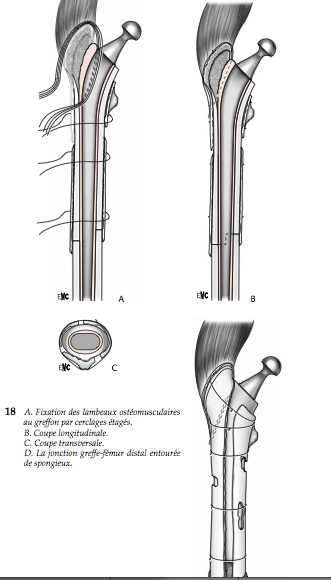 EMC
A
EMC
B
EMC
C
18 A. Fixation des lambeaux ostéomusculaires
au greffon par cerclages étagés.
B. Coupe longitudinale.
C. Coupe transversale.
D. La jonction greffe-fémur distal entourée
de spongieux.